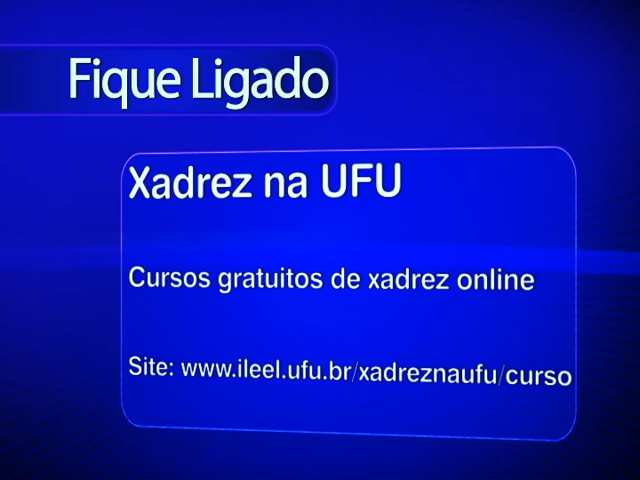 Fique Ligado
Xadrez na UFU
Cursos gratuitos de xadrez online
Site: www.ileel.ufu.br/xadreznaufu/curso